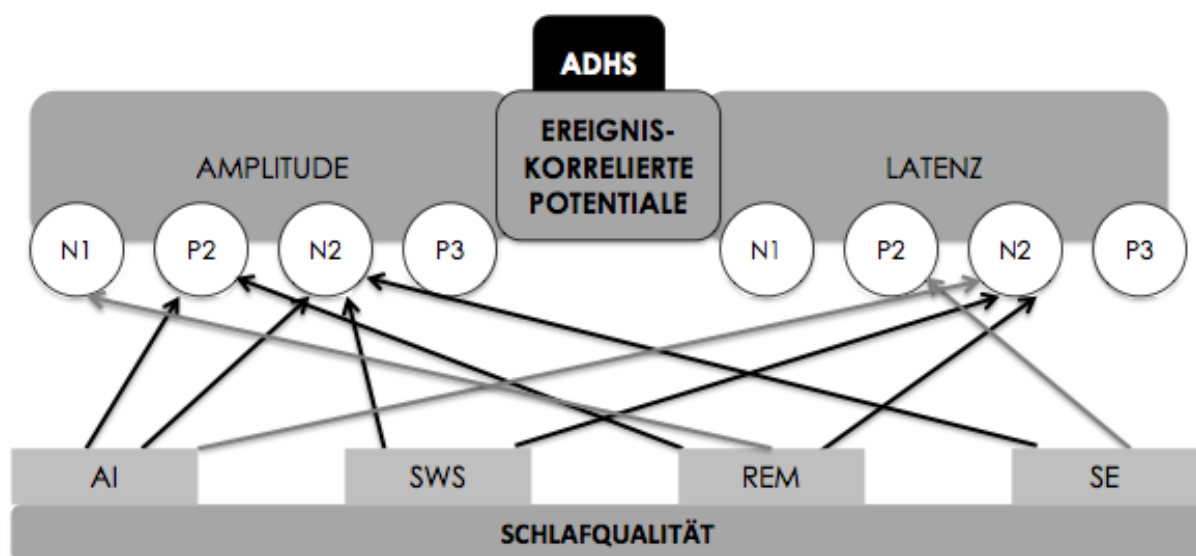 ADHS
EREIGNIS-
KORRELIERTE
POTENTIALE
AMPLITUDE
LATENZ
N1 P2 N2 P3 N1 P2 N2 P3
AI SWS REM SE
SCHLAFQUALITÄT